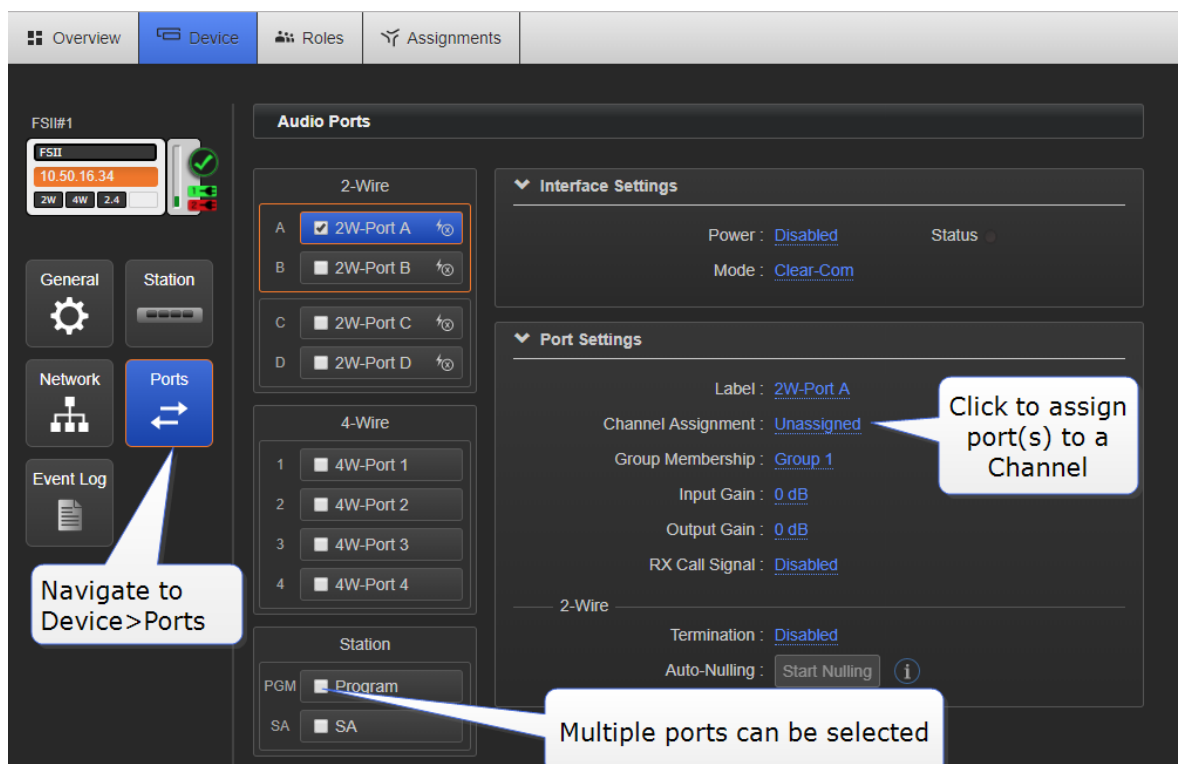 Overview
Device
Roles
Assignments
FSII#1
FSII
10.50.16.34
2W 4W 2.4
General
Station
Network
Ports
Event Log
Navigate to
Device>Ports
Audio Ports
2-Wire
A 2W-Port A
B 2W-Port B
C 2W-Port C
D 2W-Port D
4-Wire
1 4W-Port 1
2 4W-Port 2
3 4W-Port 3
4 4W-Port 4
Station
PGM Program
SA SA
Interface Settings
Power : Disabled Status
Mode : Clear-Com
Port Settings
Label : 2W-Port A
Channel Assignment : Unassigned
Group Membership : Group 1
Input Gain : 0 dB
Output Gain : 0 dB
RX Call Signal : Disabled
2-Wire
Termination : Disabled
Auto-Nulling : Start Nulling i
Click to assign
port(s) to a
Channel
Multiple ports can be selected